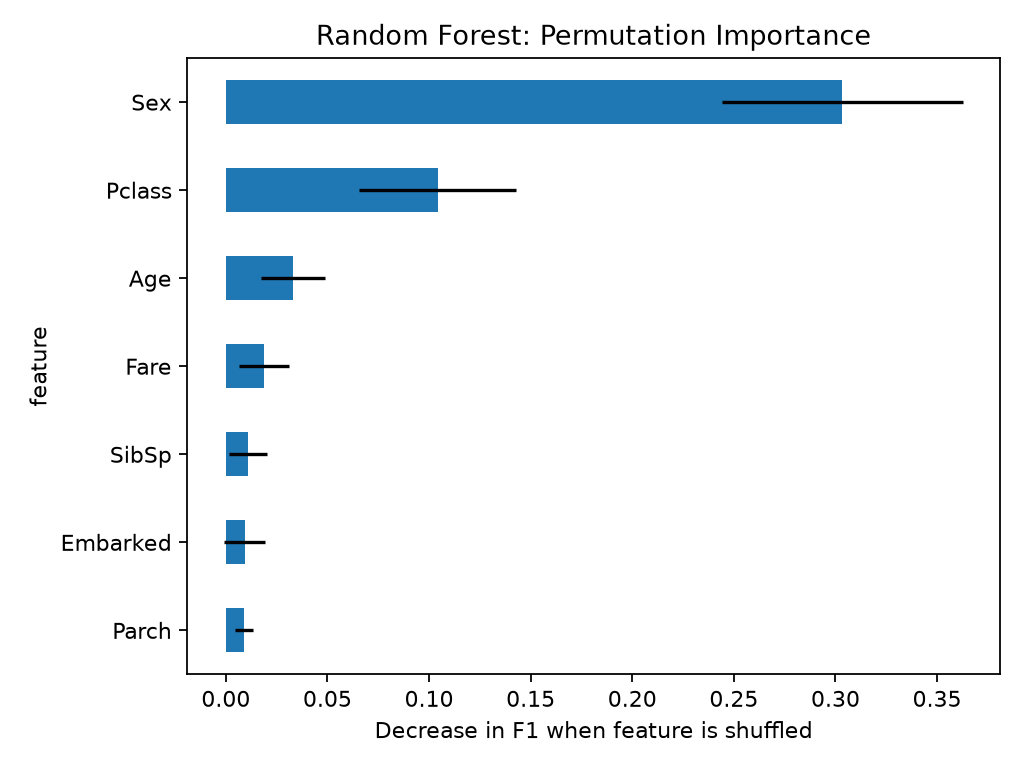 Random Forest: Permutation Importance
feature
Sex
Pclass
Age
Fare
SibSp
Embarked
Parch
0.00 0.05 0.10 0.15 0.20 0.25 0.30 0.35
Decrease in F1 when feature is shuffled